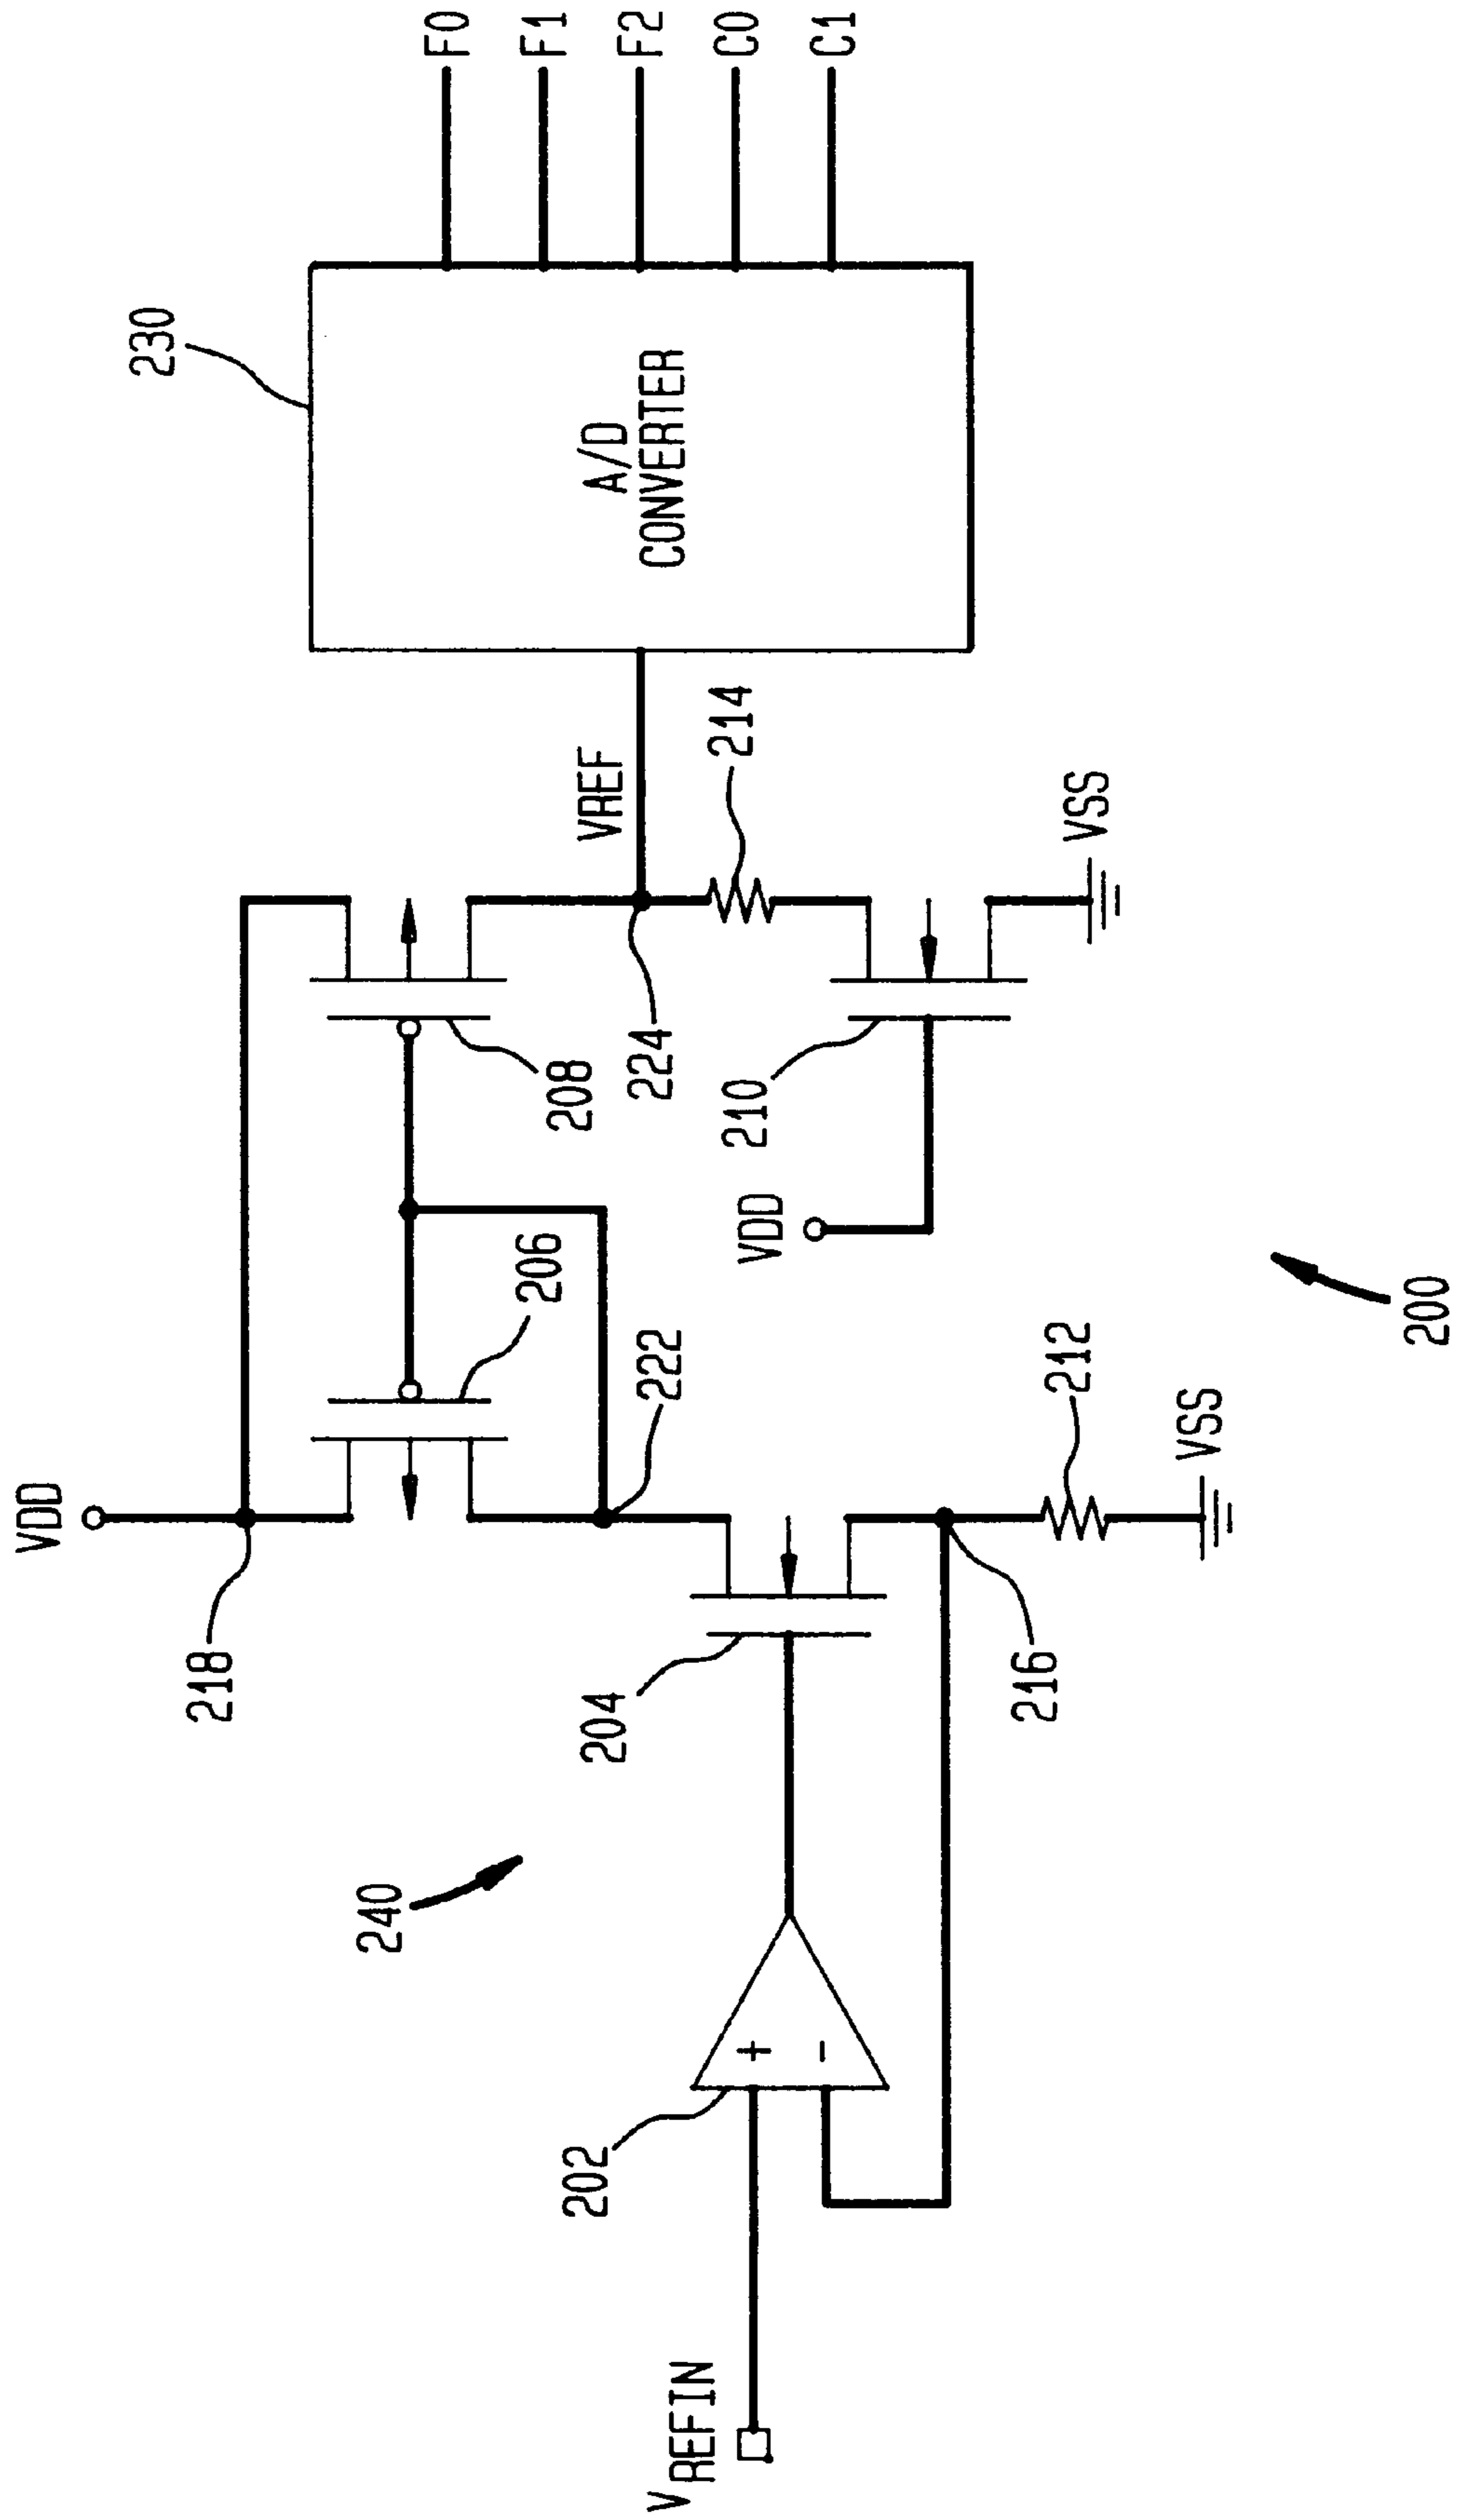 VDD
218
240
204
206
222
208
224
VREF
230
A/D
CONVERTER
F0
F1
F2
C0
C1
214
210
VDD
VSS
202
+
-
VREFIN
216
212
VSS
200